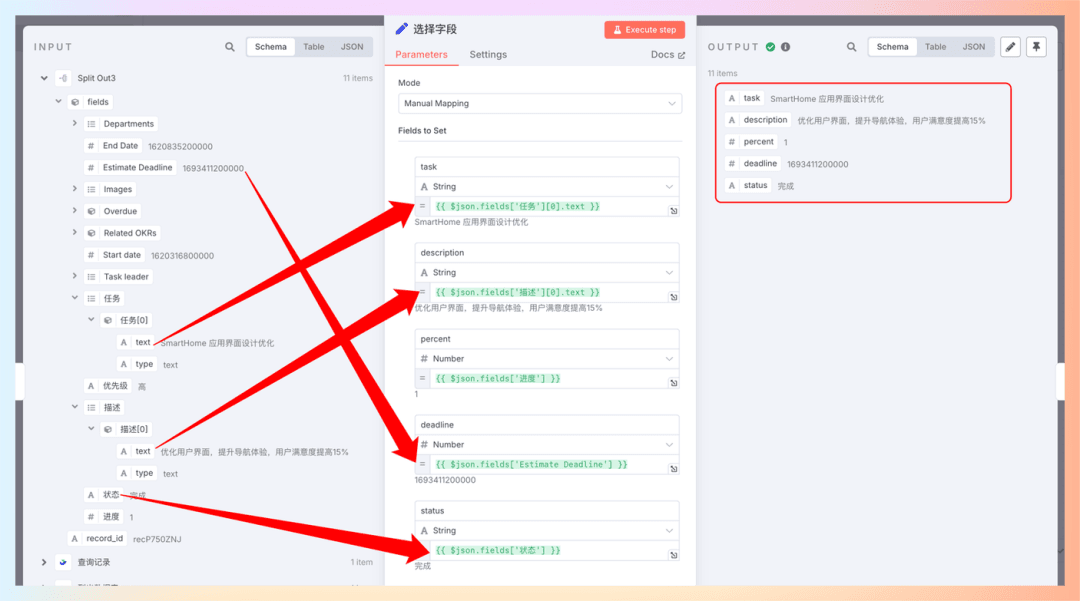 INPUT
Schema
Table
JSON
Split Out3
11 items
fields
Departments
# End Date 1620835200000
# Estimate Deadline 1693411200000
Images
Overdue
Related OKRs
# Start date 1620316800000
Task leader
任务
任务[0]
A text SmartHome 应用界面设计优化
A type text
A 优先级 高
描述
描述[0]
A text 优化用户界面，提升导航体验，用户满意度提高15%
A type text
A 状态 完成
# 进度 1
A record_id recP750ZNJ
查询记录
1 item
选择字段
Execute step
Parameters
Settings
Docs
Mode
Manual Mapping
Fields to Set
task
A String
= {{ $json.fields['任务'][0].text }}
SmartHome 应用界面设计优化
description
A String
= {{ $json.fields['描述'][0].text }}
优化用户界面，提升导航体验，用户满意度提高15%
percent
# Number
= {{ $json.fields['进度'] }}
1
deadline
# Number
= {{ $json.fields['Estimate Deadline'] }}
1693411200000
status
A String
= {{ $json.fields['状态'] }}
完成
OUTPUT
Schema
Table
JSON
11 items
A task SmartHome 应用界面设计优化
A description 优化用户界面，提升导航体验，用户满意度提高15%
# percent 1
# deadline 1693411200000
A status 完成